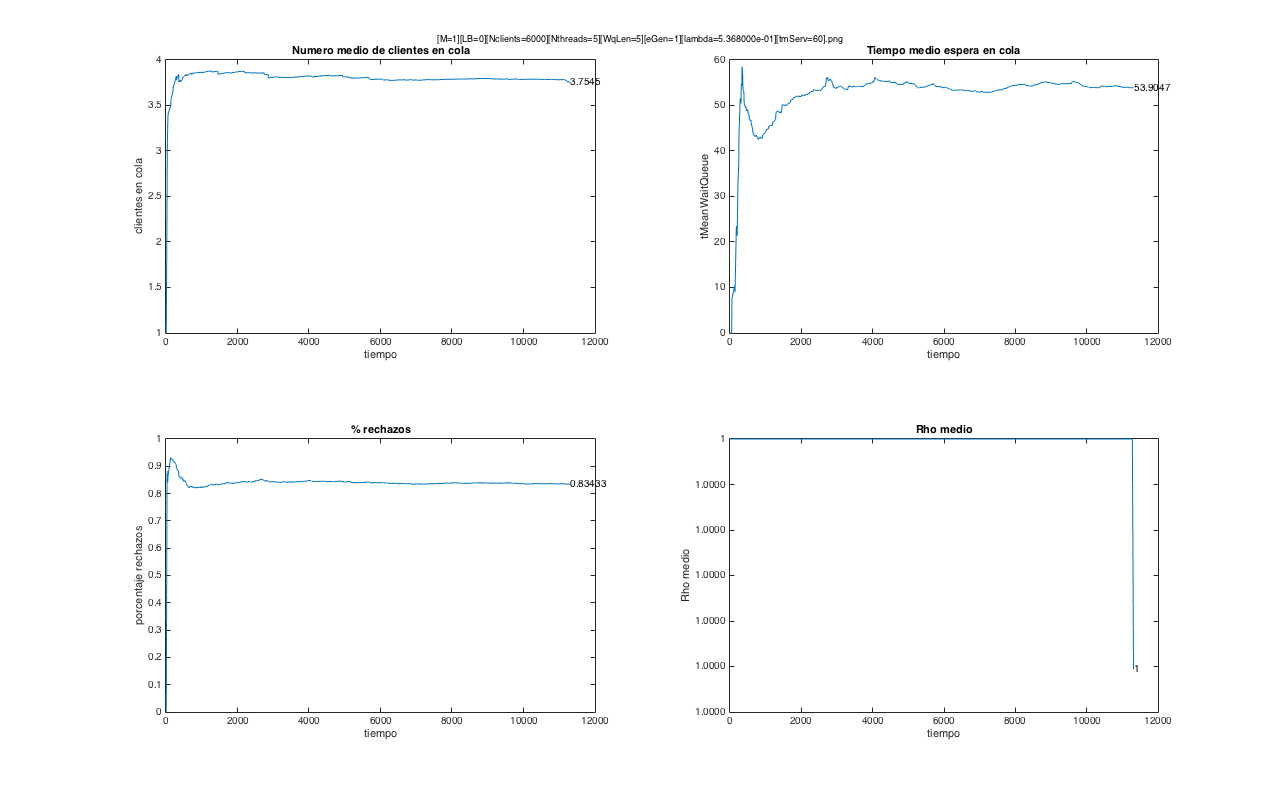 [M=1][LB=0][Nclients=6000][Nthreads=5][WqLen=5][eGen=1][lambda=5.368000e-01][tmServ=60].png
Numero medio de clientes en cola
4
3.5
3
2.5
2
1.5
1
clientes en cola
3.7545
0 2000 4000 6000 8000 10000 12000
tiempo
Tiempo medio espera en cola
60
50
40
30
20
10
0
tMeanWaitQueue
53.9047
0 2000 4000 6000 8000 10000 12000
tiempo
% rechazos
1
0.9
0.8
0.7
0.6
0.5
0.4
0.3
0.2
0.1
0
porcentaje rechazos
0.83433
0 2000 4000 6000 8000 10000 12000
tiempo
Rho medio
1
1.0000
1.0000
1.0000
1.0000
1.0000
1.0000
Rho medio
1
0 2000 4000 6000 8000 10000 12000
tiempo